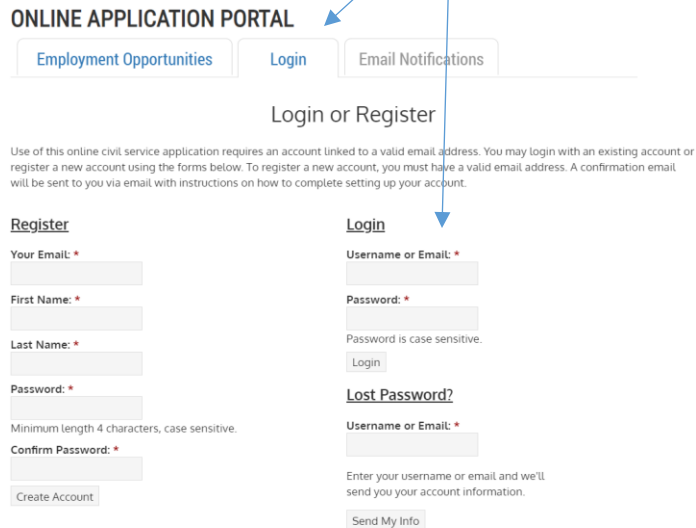 ONLINE APPLICATION PORTAL
Employment Opportunities
Login
Email Notifications
Login or Register
Use of this online civil service application requires an account linked to a valid email address. You may login with an existing account or
register a new account using the forms below. To register a new account, you must have a valid email address. A confirmation email
will be sent to you via email with instructions on how to complete setting up your account.
Register
Your Email: *
First Name: *
Last Name: *
Password: *
Minimum length 4 characters, case sensitive.
Confirm Password: *
Create Account
Login
Username or Email: *
Password: *
Password is case sensitive.
Login
Lost Password?
Username or Email: *
Enter your username or email and we'll
send you your account information.
Send My Info